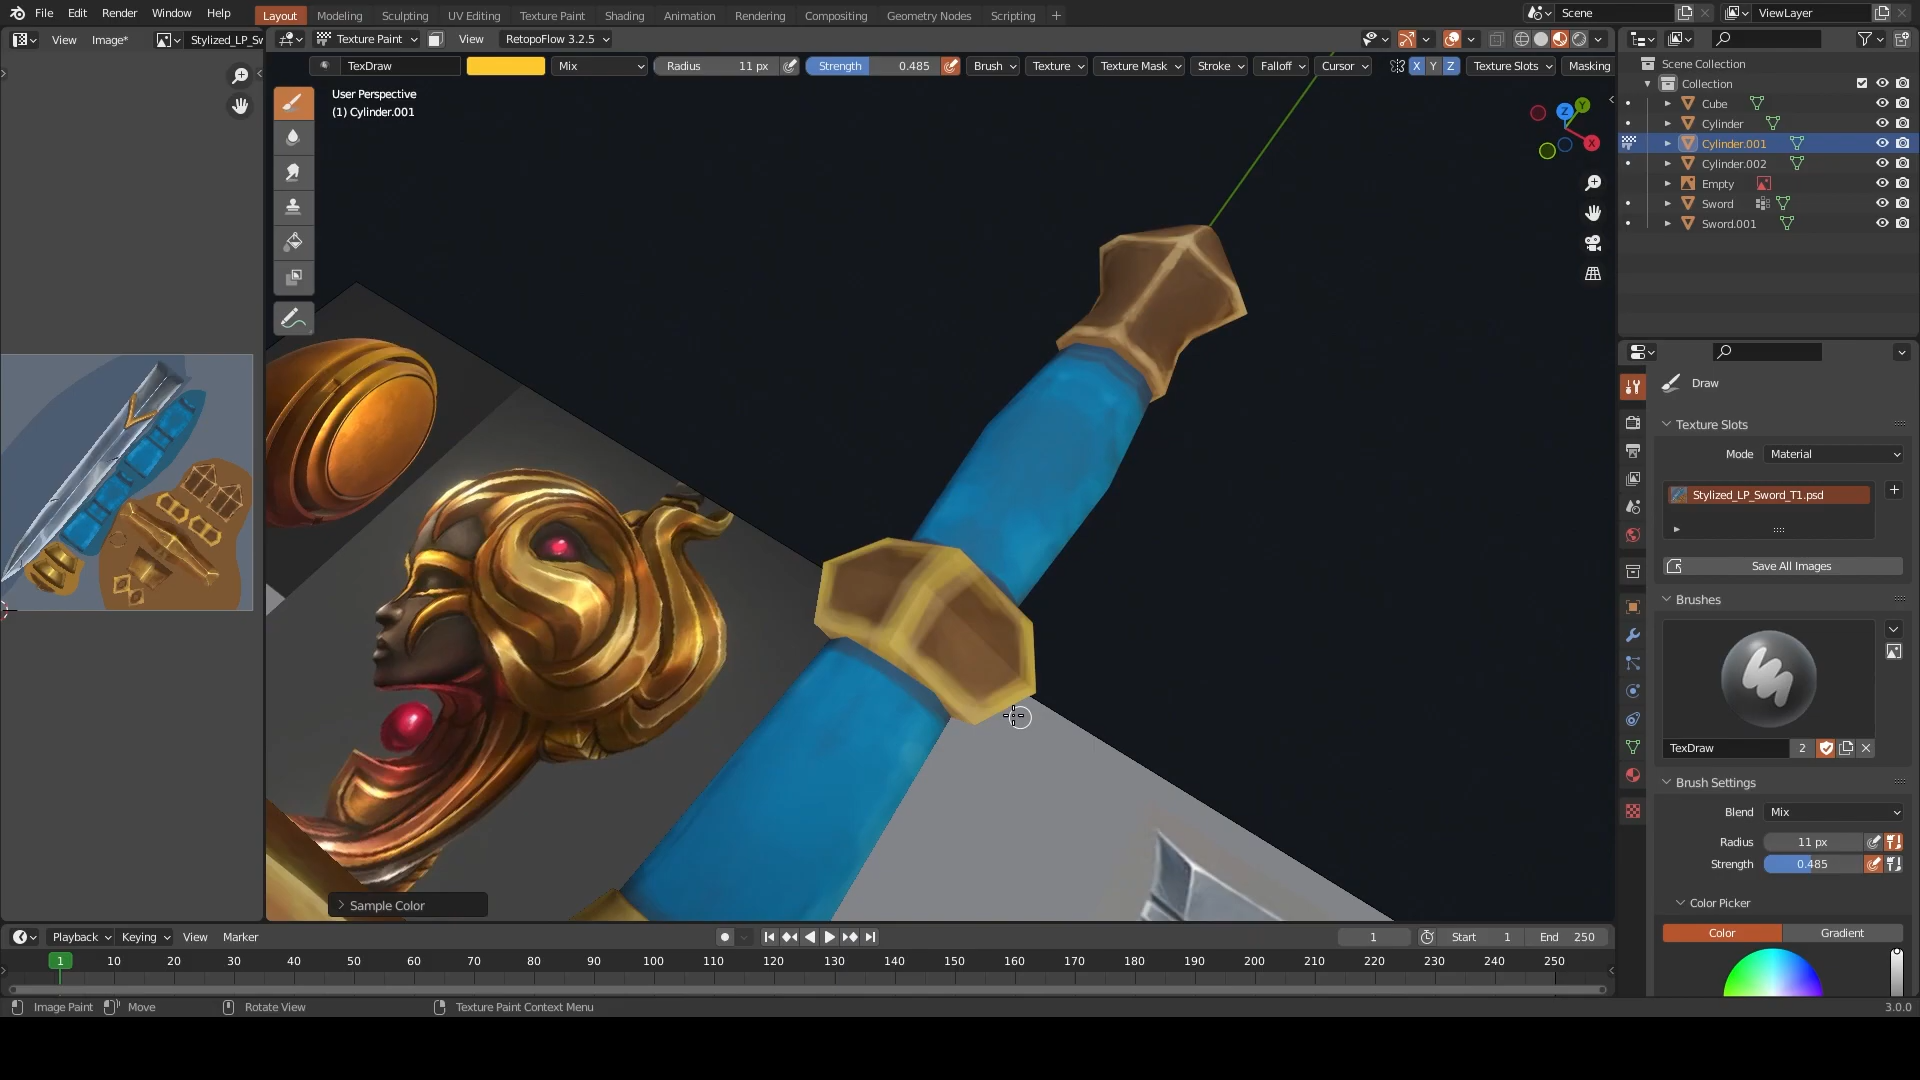 File Edit Render Window Help
Layout Modeling Sculpting UV Editing Texture Paint Shading Animation Rendering Compositing Geometry Nodes Scripting +
Scene
ViewLayer
View Image* Stylized_LP_Sw
Texture Paint View RetopoFlow 3.2.5
TexDraw Mix Radius 11 px Strength 0.485 Brush Texture Texture Mask Stroke Falloff Cursor X Y Z Texture Slots Masking
User Perspective
(1) Cylinder.001
Z
Y
X
Sample Color
Scene Collection
Collection
Cube
Cylinder
Cylinder.001
Cylinder.002
Empty
Sword
Sword.001
Draw
Texture Slots
Mode Material
Stylized_LP_Sword_T1.psd
Save All Images
Brushes
TexDraw 2
Brush Settings
Blend Mix
Radius 11 px
Strength 0.485
Color Picker
Color Gradient
Playback Keying View Marker
1 Start 1 End 250
1 10 20 30 40 50 60 70 80 90 100 110 120 130 140 150 160 170 180 190 200 210 220 230 240 250
Image Paint Move Rotate View Texture Paint Context Menu 3.0.0